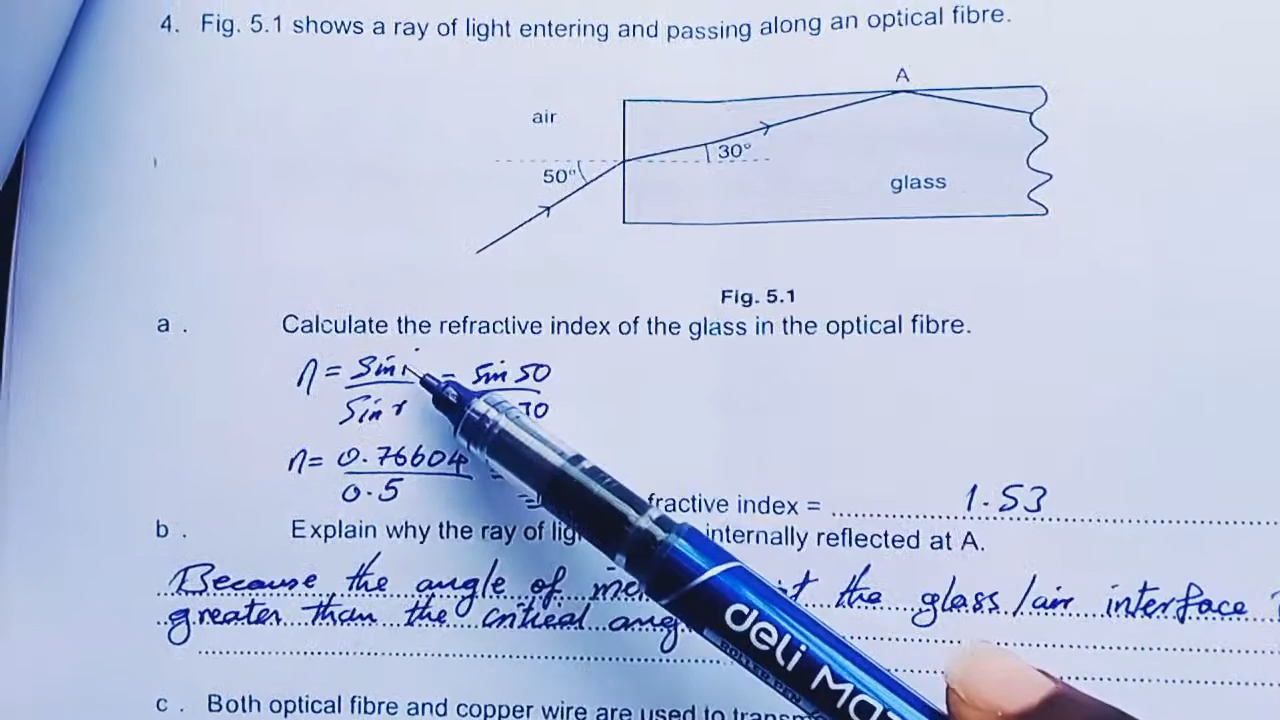 4. Fig. 5.1 shows a ray of light entering and passing along an optical fibre.
A
air
30°
50°
glass
Fig. 5.1
a . Calculate the refractive index of the glass in the optical fibre.
n = Sin i = Sin 50
Sin r 30
n = 0.76604
0.5
fractive index = 1.53
b . Explain why the ray of lig internally reflected at A.
Because the angle of the glass/air interface
greater than the critical ang
c . Both optical fibre and copper wire are used to
deli
ROLLER PEN